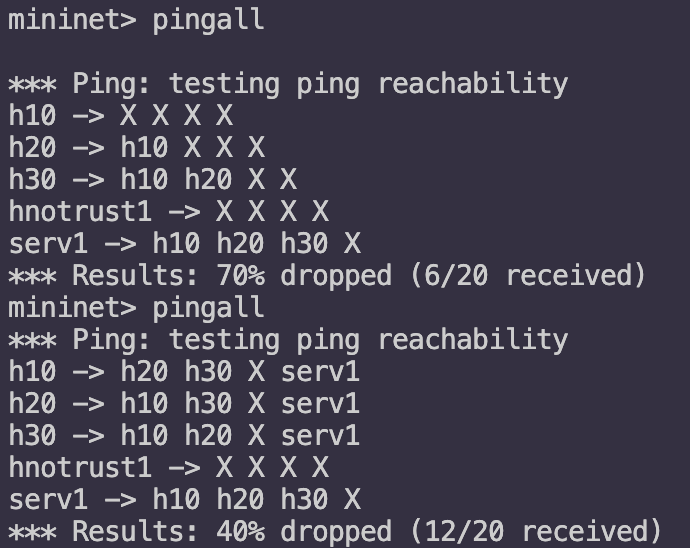 mininet> pingall
*** Ping: testing ping reachability
h10 -> X X X X
h20 -> h10 X X X
h30 -> h10 h20 X X
hnotrust1 -> X X X X
serv1 -> h10 h20 h30 X
*** Results: 70% dropped (6/20 received)
mininet> pingall
*** Ping: testing ping reachability
h10 -> h20 h30 X serv1
h20 -> h10 h30 X serv1
h30 -> h10 h20 X serv1
hnotrust1 -> X X X X
serv1 -> h10 h20 h30 X
*** Results: 40% dropped (12/20 received)